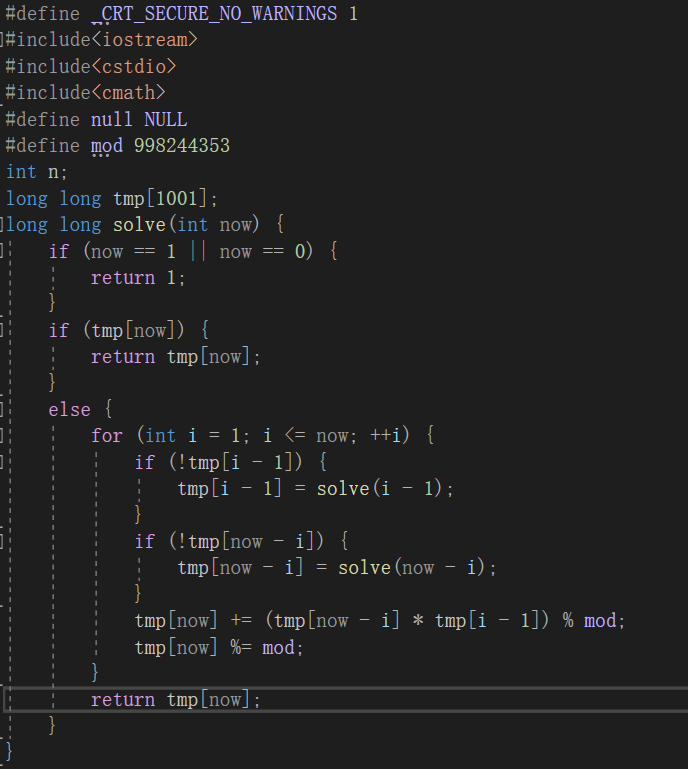 #define _CRT_SECURE_NO_WARNINGS 1
#include<iostream>
#include<cstdio>
#include<cmath>
#define null NULL
#define mod 998244353
int n;
long long tmp[1001];
long long solve(int now) {
    if (now == 1 || now == 0) {
        return 1;
    }
    if (tmp[now]) {
        return tmp[now];
    }
    else {
        for (int i = 1; i <= now; ++i) {
            if (!tmp[i - 1]) {
                tmp[i - 1] = solve(i - 1);
            }
            if (!tmp[now - i]) {
                tmp[now - i] = solve(now - i);
            }
            tmp[now] += (tmp[now - i] * tmp[i - 1]) % mod;
            tmp[now] %= mod;
        }
        return tmp[now];
    }
}